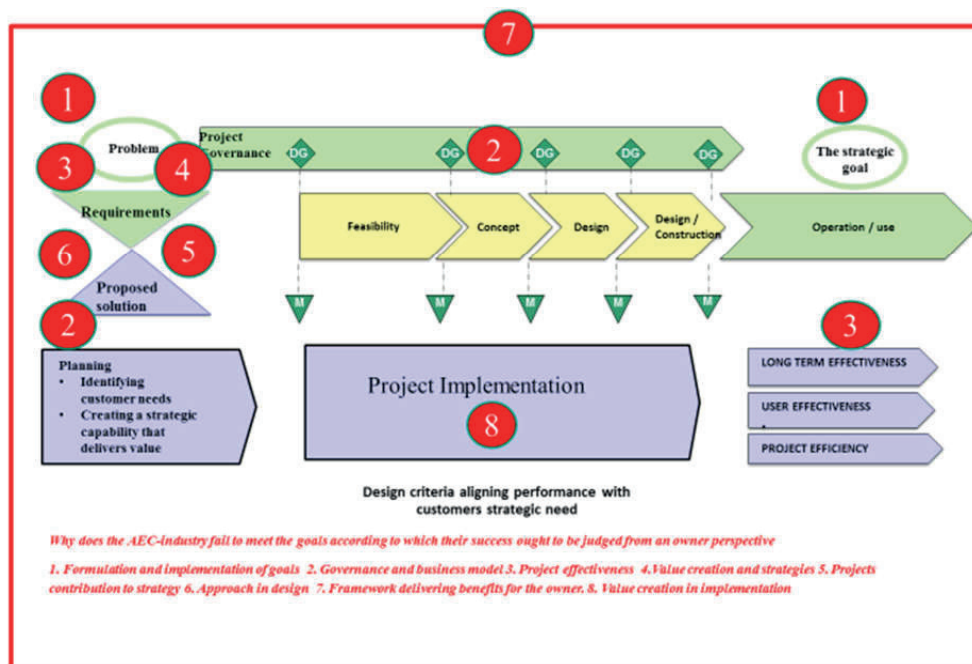 7
1
1
Problem
Project
Governance
DG
DG
2
DG
DG
DG
The strategic
goal
3
4
Requirements
Feasibility
Concept
Design
Design /
Construction
Operation / use
6
5
Proposed
solution
M
M
M
M
M
2
3
Planning
• Identifying
customer needs
• Creating a strategic
capability that
delivers value
Project Implementation
8
LONG TERM EFFECTIVENESS
USER EFFECTIVENESS
•
PROJECT EFFICIENCY
Design criteria aligning performance with
customers strategic need
Why does the AEC-industry fail to meet the goals according to which their success ought to be judged from an owner perspective
1. Formulation and implementation of goals 2. Governance and business model 3. Project effectiveness 4.Value creation and strategies 5. Projects
contribution to strategy 6. Approach in design 7. Framework delivering benefits for the owner. 8. Value creation in implementation